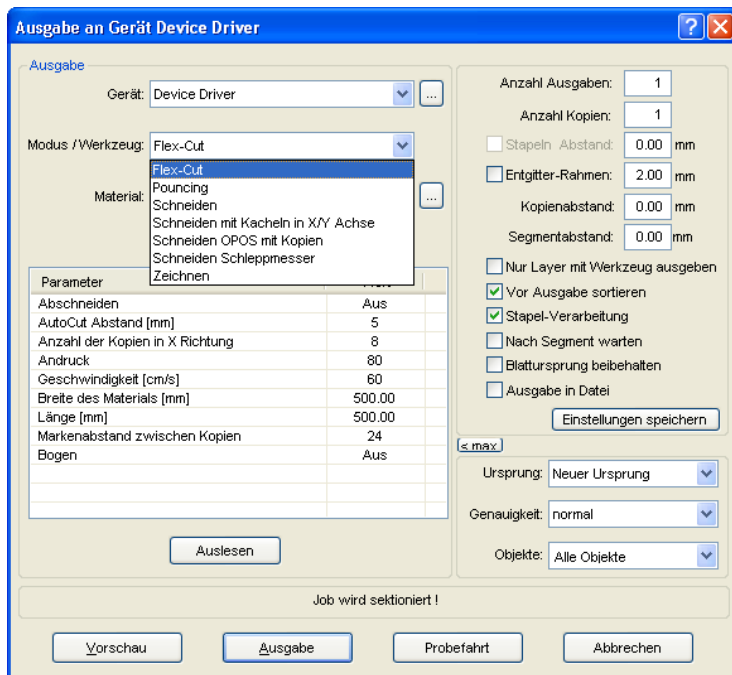 Ausgabe an Gerät Device Driver
Ausgabe
Gerät: Device Driver ...
Modus / Werkzeug: Flex-Cut
Flex-Cut
Pouncing
Schneiden
Schneiden mit Kacheln in X/Y Achse
Schneiden OPOS mit Kopien
Schneiden Schleppmesser
Zeichnen
Material: ...
Parameter
Abschneiden Aus
AutoCut Abstand [mm] 5
Anzahl der Kopien in X Richtung 8
Andruck 80
Geschwindigkeit [cm/s] 60
Breite des Materials [mm] 500.00
Länge [mm] 500.00
Markenabstand zwischen Kopien 24
Bogen Aus
Auslesen
Anzahl Ausgaben: 1
Anzahl Kopien: 1
Stapeln Abstand: 0.00 mm
Entgitter-Rahmen: 2.00 mm
Kopienabstand: 0.00 mm
Segmentabstand: 0.00 mm
Nur Layer mit Werkzeug ausgeben
Vor Ausgabe sortieren
Stapel-Verarbeitung
Nach Segment warten
Blattursprung beibehalten
Ausgabe in Datei
Einstellungen speichern
< max
Ursprung: Neuer Ursprung
Genauigkeit: normal
Objekte: Alle Objekte
Job wird sektioniert !
Vorschau Ausgabe Probefahrt Abbrechen